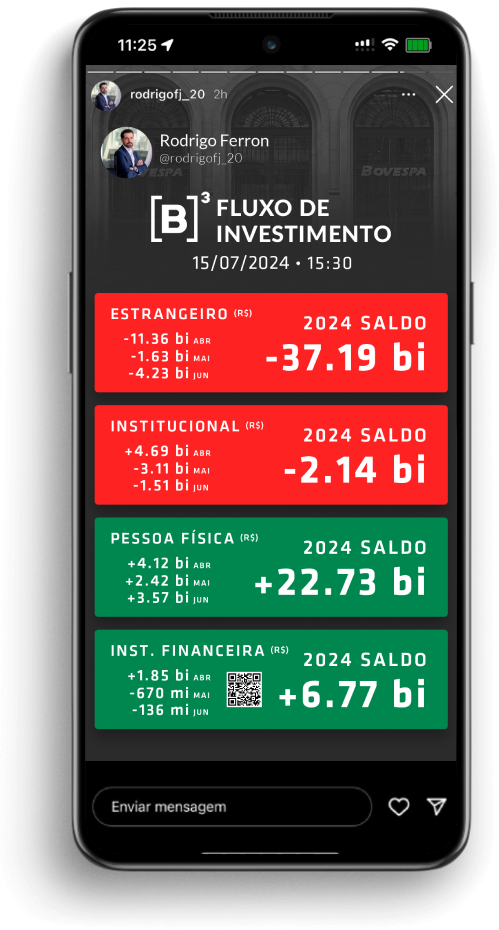 11:25
rodrigofj_20 2h
Rodrigo Ferron
@rodrigofj_20
BOVESPA
[B]³ FLUXO DE
INVESTIMENTO
15/07/2024 • 15:30
ESTRANGEIRO (R$)
-11.36 bi ABR
-1.63 bi MAI
-4.23 bi JUN
2024 SALDO
-37.19 bi
INSTITUCIONAL (R$)
+4.69 bi ABR
-3.11 bi MAI
-1.51 bi JUN
2024 SALDO
-2.14 bi
PESSOA FÍSICA (R$)
+4.12 bi ABR
+2.42 bi MAI
+3.57 bi JUN
2024 SALDO
+22.73 bi
INST. FINANCEIRA (R$)
+1.85 bi ABR
-670 mi MAI
-136 mi JUN
2024 SALDO
+6.77 bi
Enviar mensagem